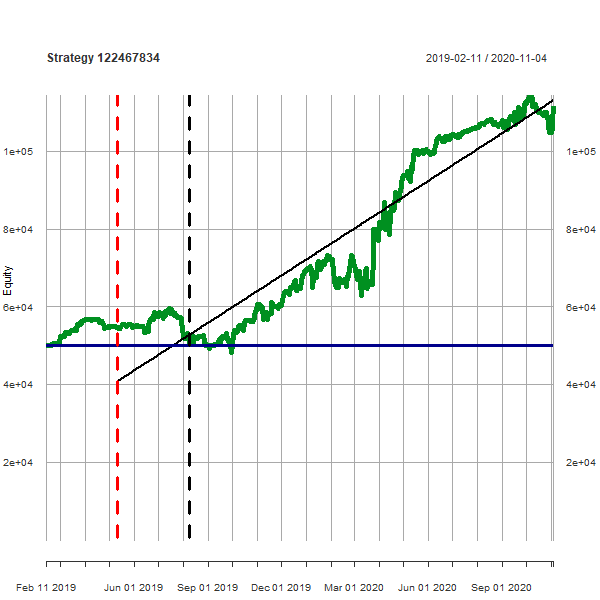 Strategy 122467834
2019-02-11 / 2020-11-04
1e+05
1e+05
8e+04
8e+04
Equity
6e+04
6e+04
4e+04
4e+04
2e+04
2e+04
Feb 11 2019
Jun 01 2019
Sep 01 2019
Dec 01 2019
Mar 01 2020
Jun 01 2020
Sep 01 2020